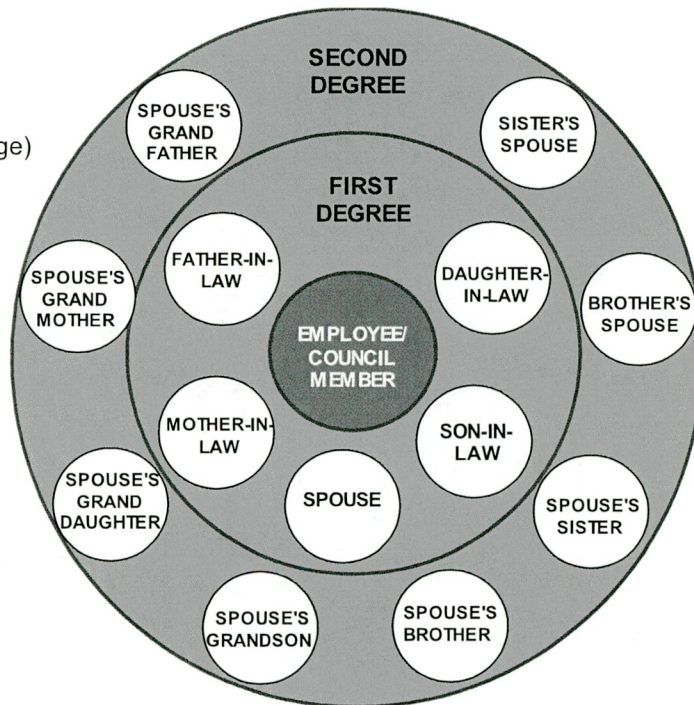 SECOND
DEGREE
SPOUSE'S
GRAND
FATHER
SISTER'S
SPOUSE
ge)
FIRST
DEGREE
FATHER-IN-
LAW
DAUGHTER-
IN-LAW
SPOUSE'S
GRAND
MOTHER
BROTHER'S
SPOUSE
EMPLOYEE/
COUNCIL
MEMBER
MOTHER-IN-
LAW
SON-IN-
LAW
SPOUSE
SPOUSE'S
GRAND
DAUGHTER
SPOUSE'S
SISTER
SPOUSE'S
GRANDSON
SPOUSE'S
BROTHER